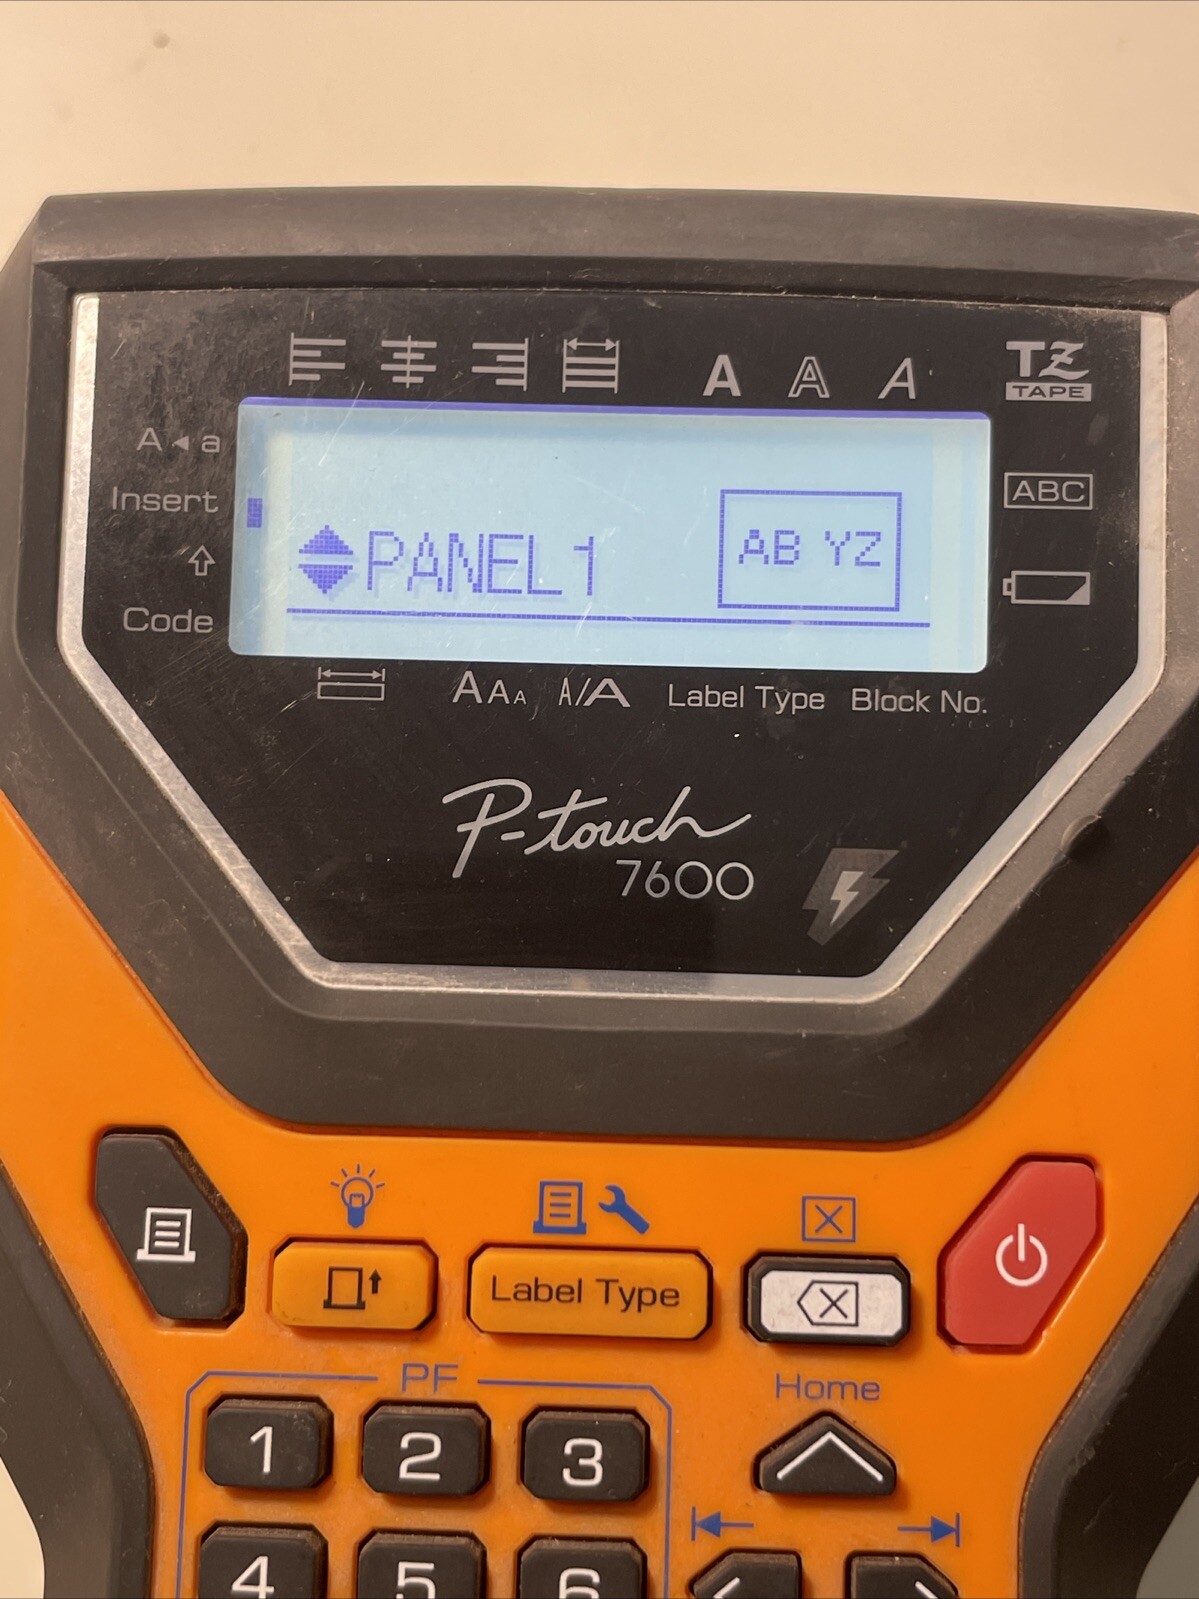 A A A
TZ
TAPE
A◂a
Insert
Code
ABC
PANEL1
AB YZ
AAA A/A Label Type Block No.
P-touch
7600
Label Type
PF
Home
1 2 3
4 5 6